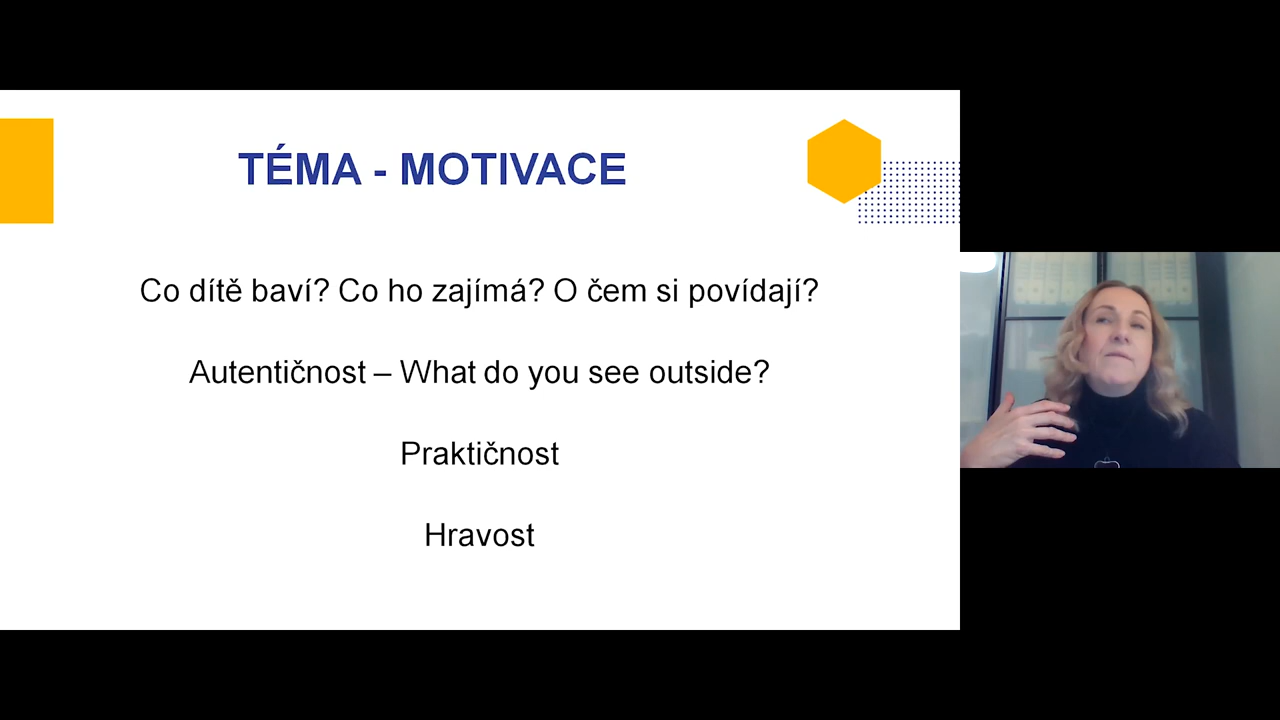 TÉMA - MOTIVACE
Co dítě baví? Co ho zajímá? O čem si povídají?
Autentičnost – What do you see outside?
Praktičnost
Hravost